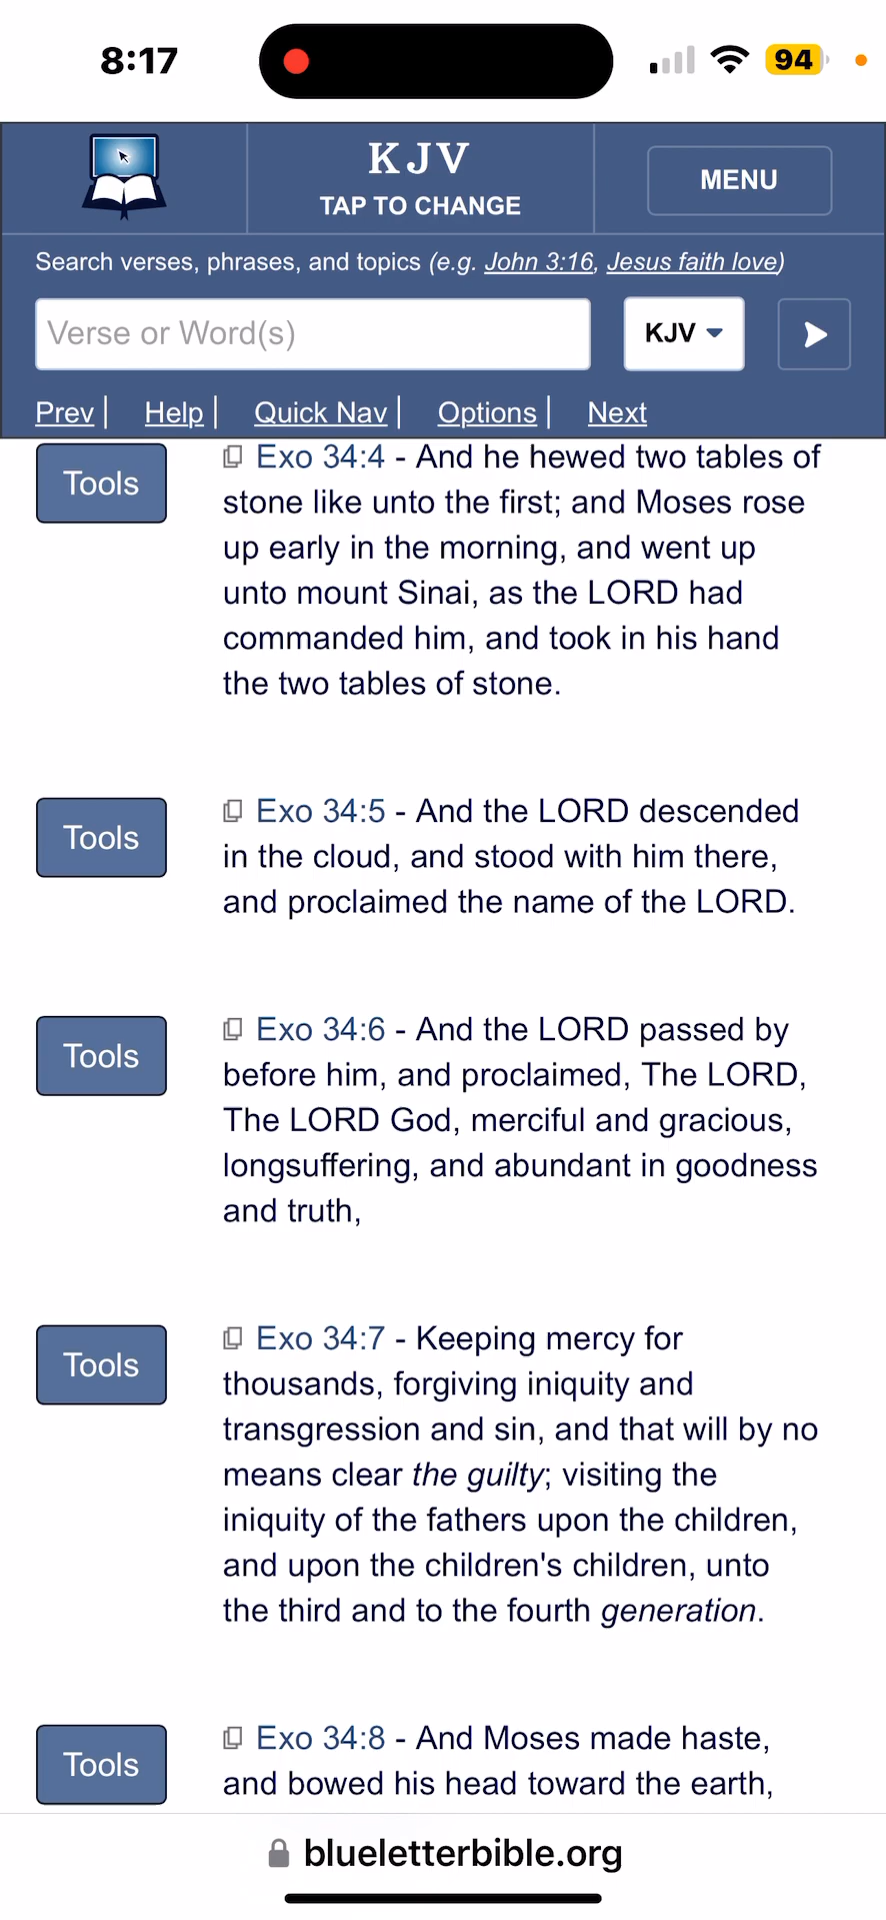 8:17
94
KJV
TAP TO CHANGE
MENU
Search verses, phrases, and topics (e.g. John 3:16, Jesus faith love)
Verse or Word(s)
KJV
Prev | Help | Quick Nav | Options | Next
Tools
Exo 34:4 - And he hewed two tables of
stone like unto the first; and Moses rose
up early in the morning, and went up
unto mount Sinai, as the LORD had
commanded him, and took in his hand
the two tables of stone.
Tools
Exo 34:5 - And the LORD descended
in the cloud, and stood with him there,
and proclaimed the name of the LORD.
Tools
Exo 34:6 - And the LORD passed by
before him, and proclaimed, The LORD,
The LORD God, merciful and gracious,
longsuffering, and abundant in goodness
and truth,
Tools
Exo 34:7 - Keeping mercy for
thousands, forgiving iniquity and
transgression and sin, and that will by no
means clear the guilty; visiting the
iniquity of the fathers upon the children,
and upon the children's children, unto
the third and to the fourth generation.
Tools
Exo 34:8 - And Moses made haste,
and bowed his head toward the earth,
blueletterbible.org